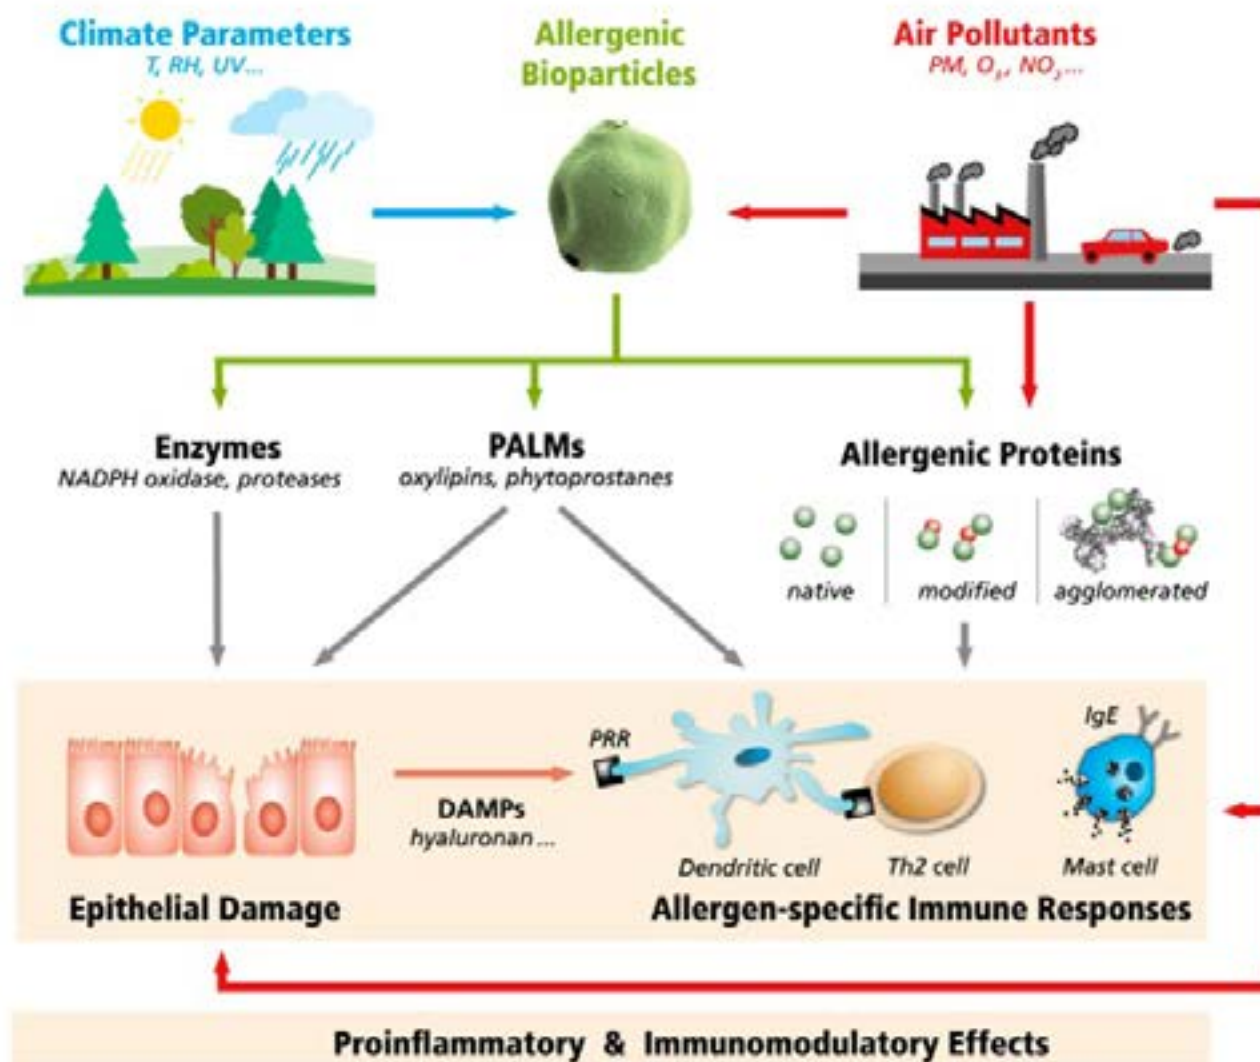 Climate Parameters
T, RH, UV...
Allergenic
Bioparticles
Air Pollutants
PM, O₃, NO₂...
Enzymes
NADPH oxidase, proteases
PALMs
oxylipins, phytoprostanes
Allergenic Proteins
native
modified
agglomerated
PRR
IgE
DAMPs
hyaluronan ...
Dendritic cell
Th2 cell
Mast cell
Epithelial Damage
Allergen-specific Immune Responses
Proinflammatory & Immunomodulatory Effects